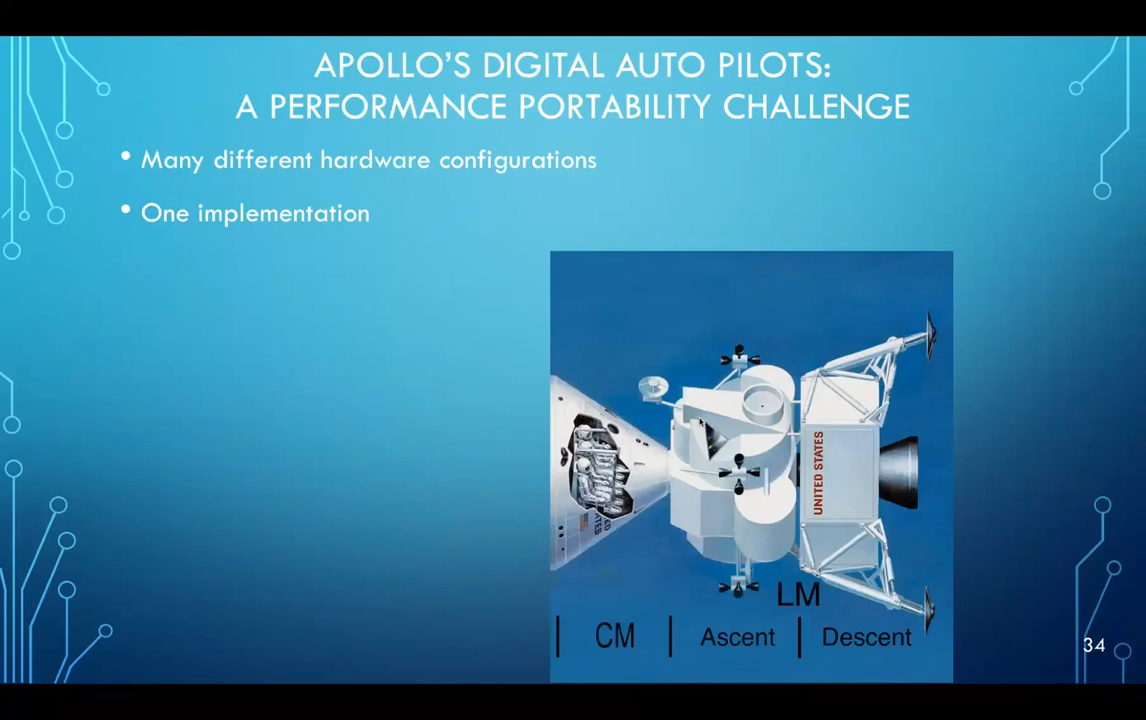 APOLLO'S DIGITAL AUTO PILOTS:
A PERFORMANCE PORTABILITY CHALLENGE
• Many different hardware configurations
• One implementation
UNITED STATES
LM
| CM | Ascent | Descent
34